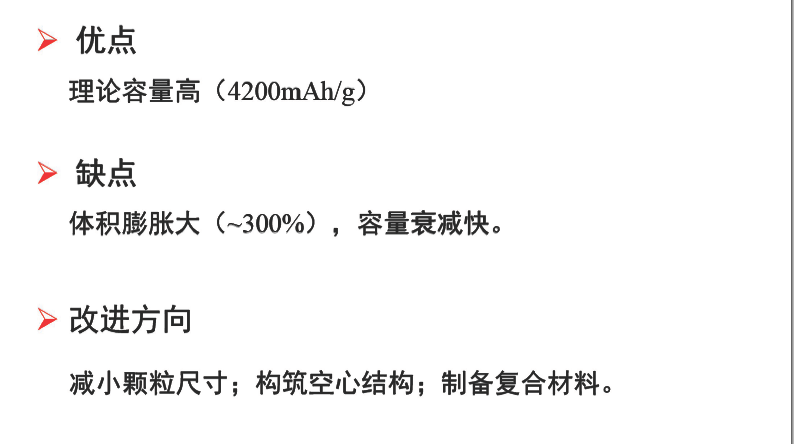 优点
理论容量高（4200mAh/g）
缺点
体积膨胀大（~300%），容量衰减快。
改进方向
减小颗粒尺寸；构筑空心结构；制备复合材料。